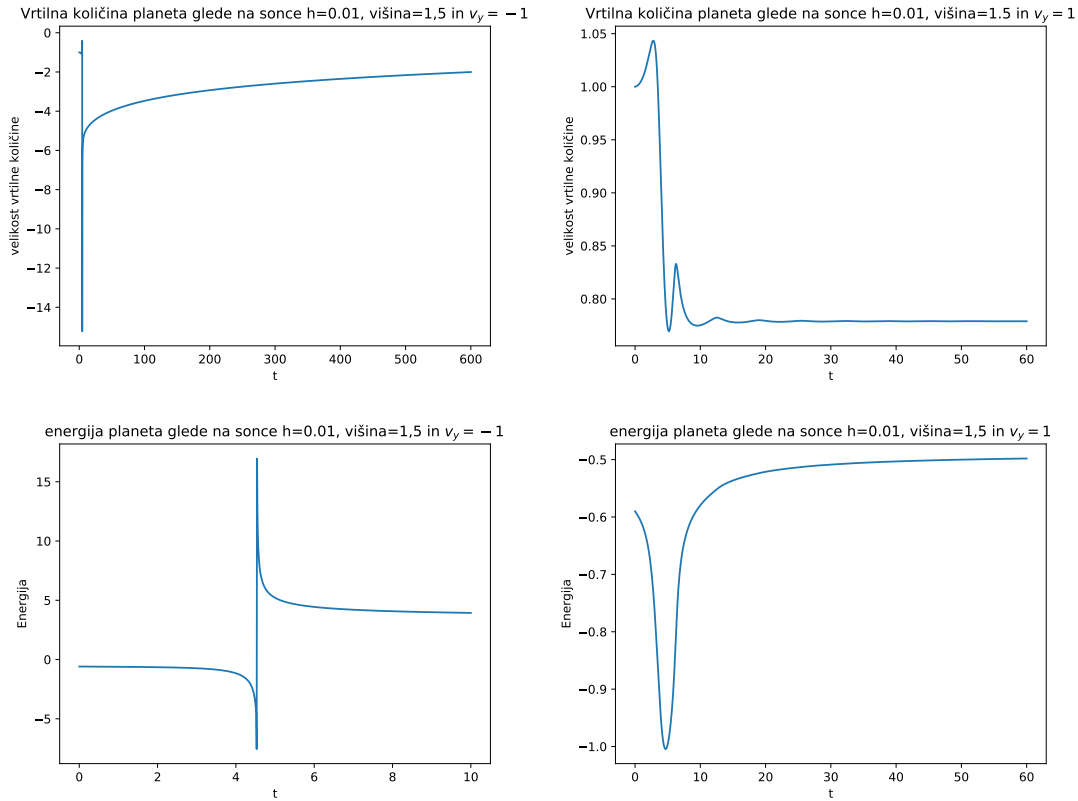 Vrtilna količina planeta glede na sonce h=0.01, višina=1,5 in $v_y = -1$
velikost vrtilne količine
0
−2
−4
−6
−8
−10
−12
−14
0 100 200 300 400 500 600
t
Vrtilna količina planeta glede na sonce h=0.01, višina=1.5 in $v_y = 1$
velikost vrtilne količine
1.05
1.00
0.95
0.90
0.85
0.80
0 10 20 30 40 50 60
t
energija planeta glede na sonce h=0.01, višina=1,5 in $v_y = -1$
Energija
15
10
5
0
−5
0 2 4 6 8 10
t
energija planeta glede na sonce h=0.01, višina=1,5 in $v_y = 1$
Energija
−0.5
−0.6
−0.7
−0.8
−0.9
−1.0
0 10 20 30 40 50 60
t